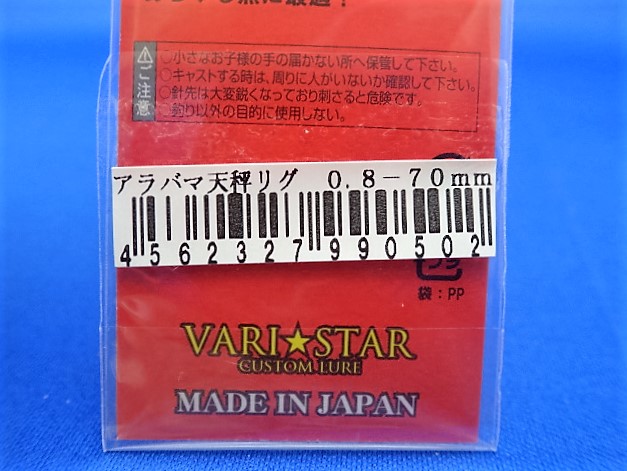 に最適！
⚠ご注意
○小さなお子様の手の届かない所へ保管して下さい。
○キャストする時は、周りに人がいないか確認して下さい。
○針先は大変鋭くなっており刺さると危険です。
○釣り以外の目的に使用しない。
アラバマ天秤リグ 0.8－70mm
4562327990502
袋：PP
VARI★STAR
CUSTOM LURE
MADE IN JAPAN